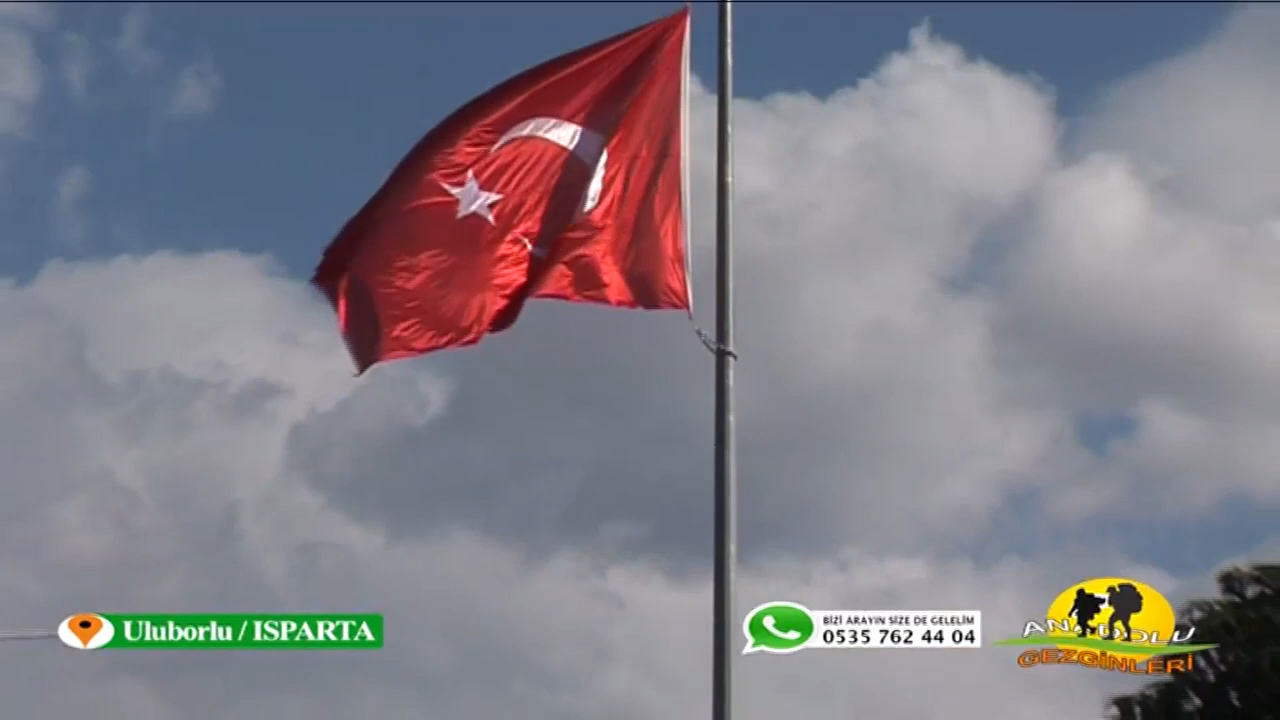 Uluborlu / ISPARTA
BİZİ ARAYIN SİZE DE GELELİM
0535 762 44 04
ANADOLU
GEZGİNLERİ